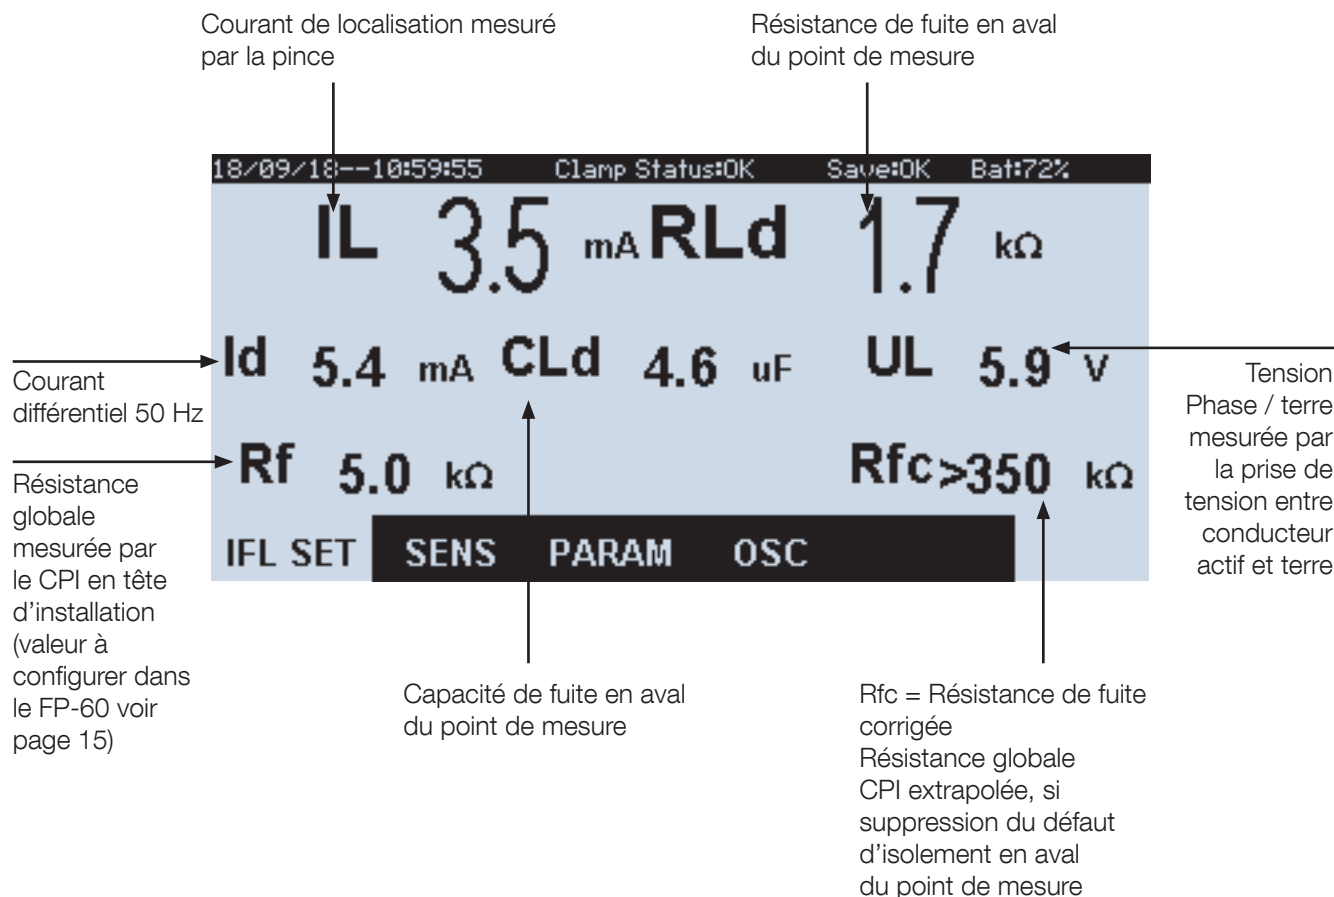 Courant de localisation mesuré
par la pince
Résistance de fuite en aval
du point de mesure
18/09/18--10:59:55 Clamp Status:OK Save:OK Bat:72%
IL 3.5 mA RLd 1.7 kΩ
Id 5.4 mA CLd 4.6 uF UL 5.9 V
Rf 5.0 kΩ Rfc >350 kΩ
IFL SET SENS PARAM OSC
Courant
différentiel 50 Hz
Résistance
globale
mesurée par
le CPI en tête
d'installation
(valeur à
configurer dans
le FP-60 voir
page 15)
Tension
Phase / terre
mesurée par
la prise de
tension entre
conducteur
actif et terre
Capacité de fuite en aval
du point de mesure
Rfc = Résistance de fuite
corrigée
Résistance globale
CPI extrapolée, si
suppression du défaut
d'isolement en aval
du point de mesure